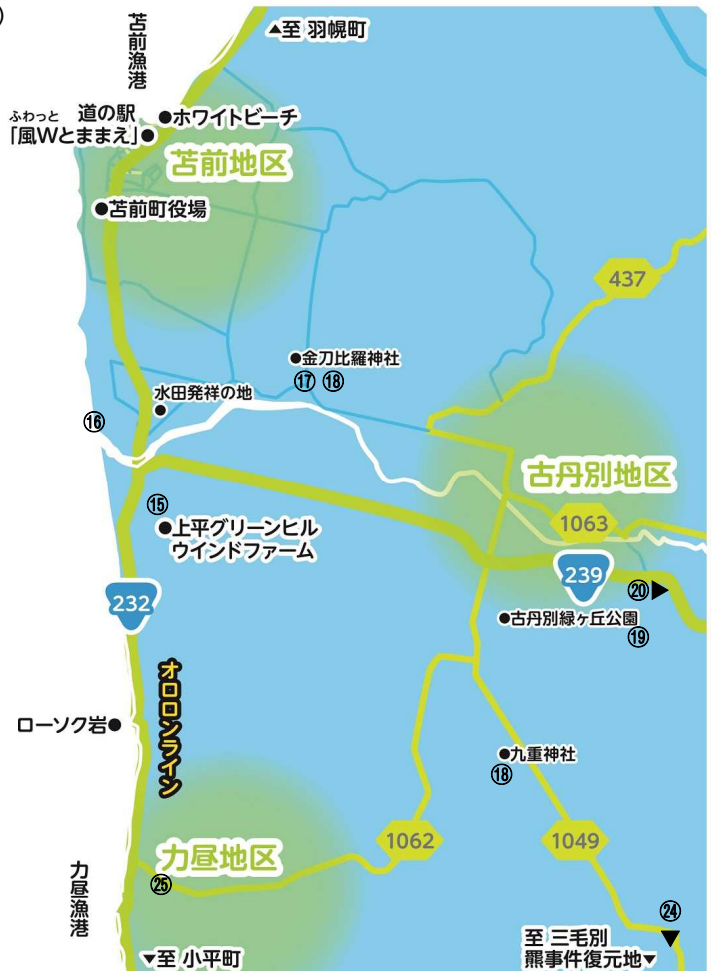 )
▲至 羽幌町
苫前漁港
ふわっと
道の駅
「風Wとままえ」
ホワイトビーチ
苫前地区
苫前町役場
437
金刀比羅神社
⑰ ⑱
水田発祥の地
⑯
古丹別地区
⑮
上平グリーンヒル
ウインドファーム
1063
239
⑳▶
232
古丹別緑ヶ丘公園
⑲
オロロンライン
ローソク岩
九重神社
⑱
1062
1049
力昼地区
㉕
力昼漁港
㉔
▼
▼至 小平町
至 三毛別
羆事件復元地▼